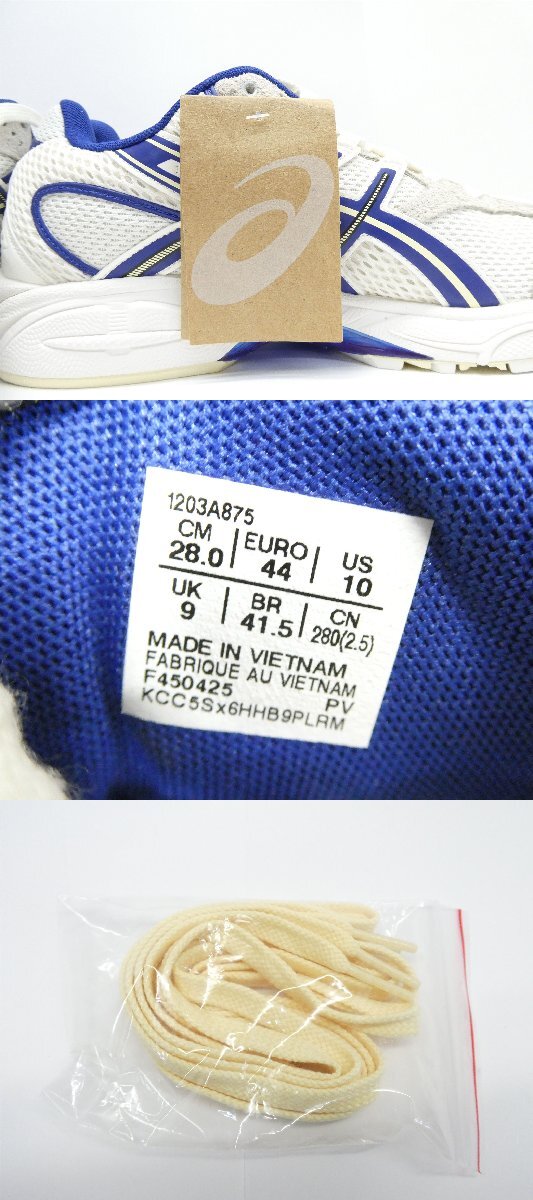 1203A875
CM EURO US
28.0 44 10
UK BR CN
9 41.5 280(2.5)
MADE IN VIETNAM
FABRIQUE AU VIETNAM
F450425 PV
KCC5Sx6HHB9PLRM